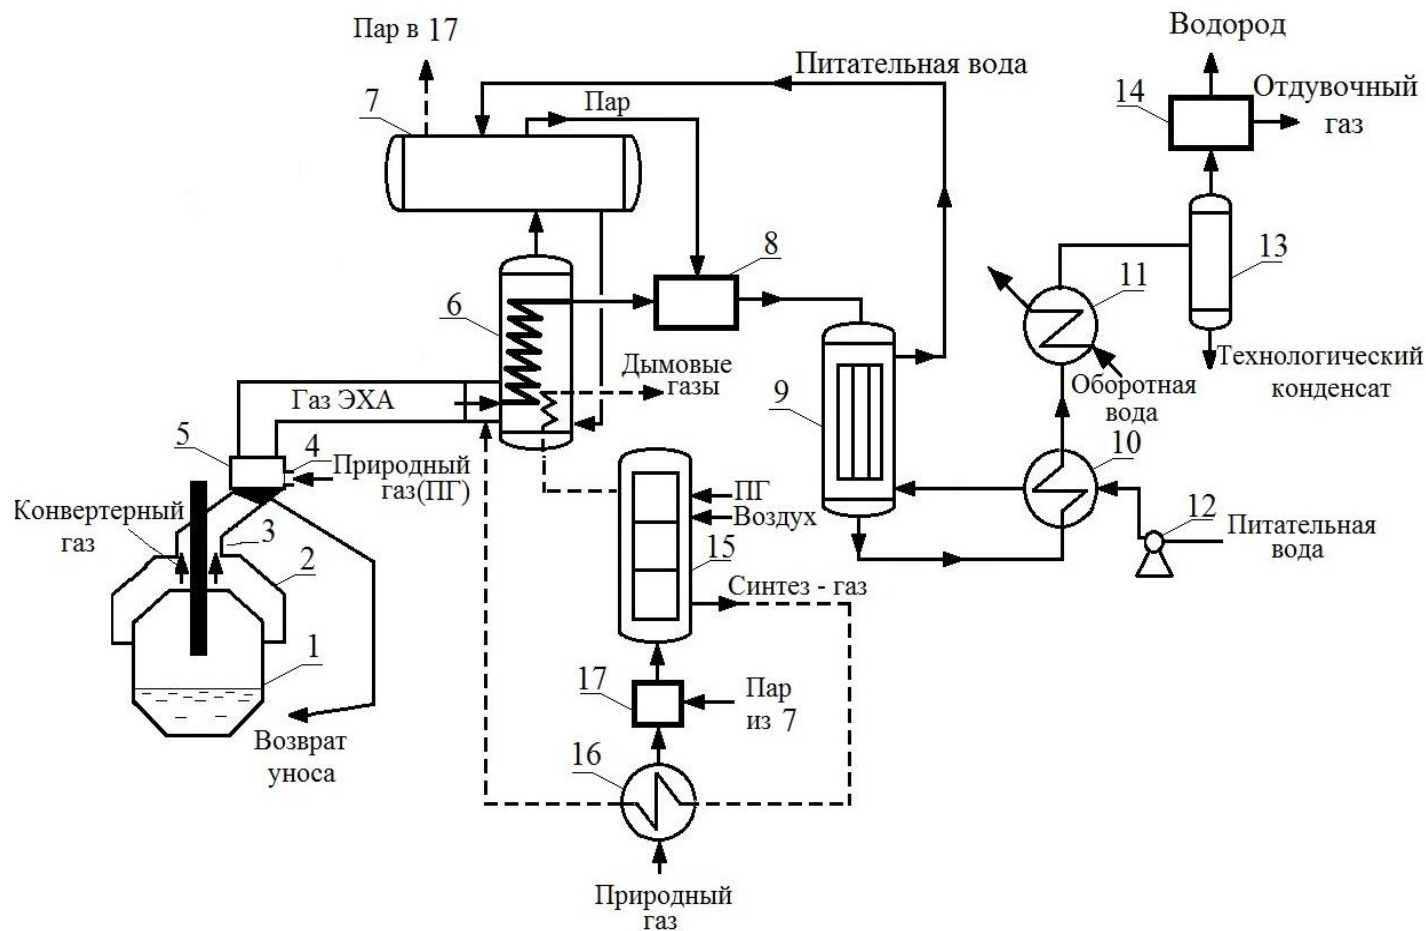 Пар в 17
Водород
Питательная вода
Отдувочный
газ
14
7
Пар
8
13
11
6
Дымовые
газы
Технологический
конденсат
Газ ЭХА
Оборотная
вода
9
5
4
10
Природный
газ(ПГ)
ПГ
Воздух
Конвертерный
газ
3
12
Питательная
вода
2
15
Синтез - газ
1
17
Пар
из 7
Возврат
уноса
16
Природный
газ